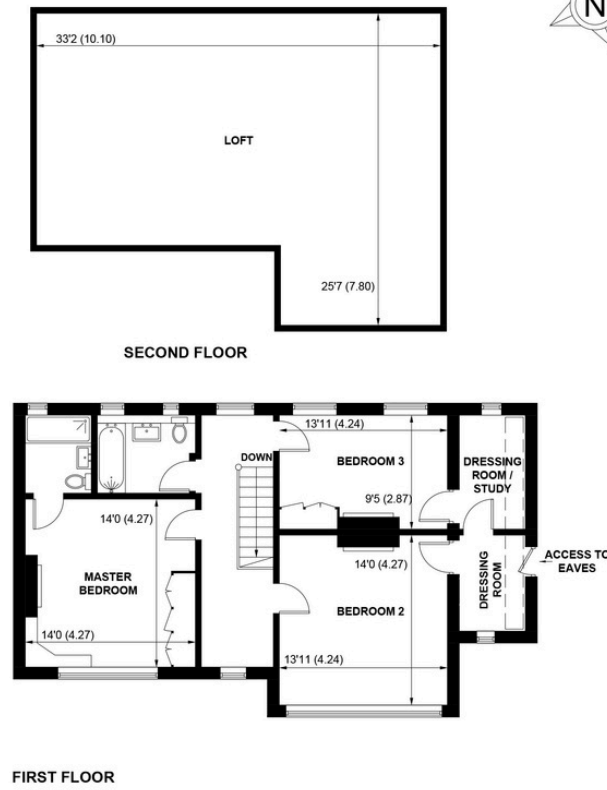 N
33'2 (10.10)
LOFT
25'7 (7.80)
SECOND FLOOR
13'11 (4.24)
DOWN
BEDROOM 3
DRESSING
ROOM /
STUDY
9'5 (2.87)
14'0 (4.27)
14'0 (4.27)
ACCESS TO
EAVES
MASTER
BEDROOM
DRESSING
ROOM
BEDROOM 2
14'0 (4.27)
13'11 (4.24)
FIRST FLOOR